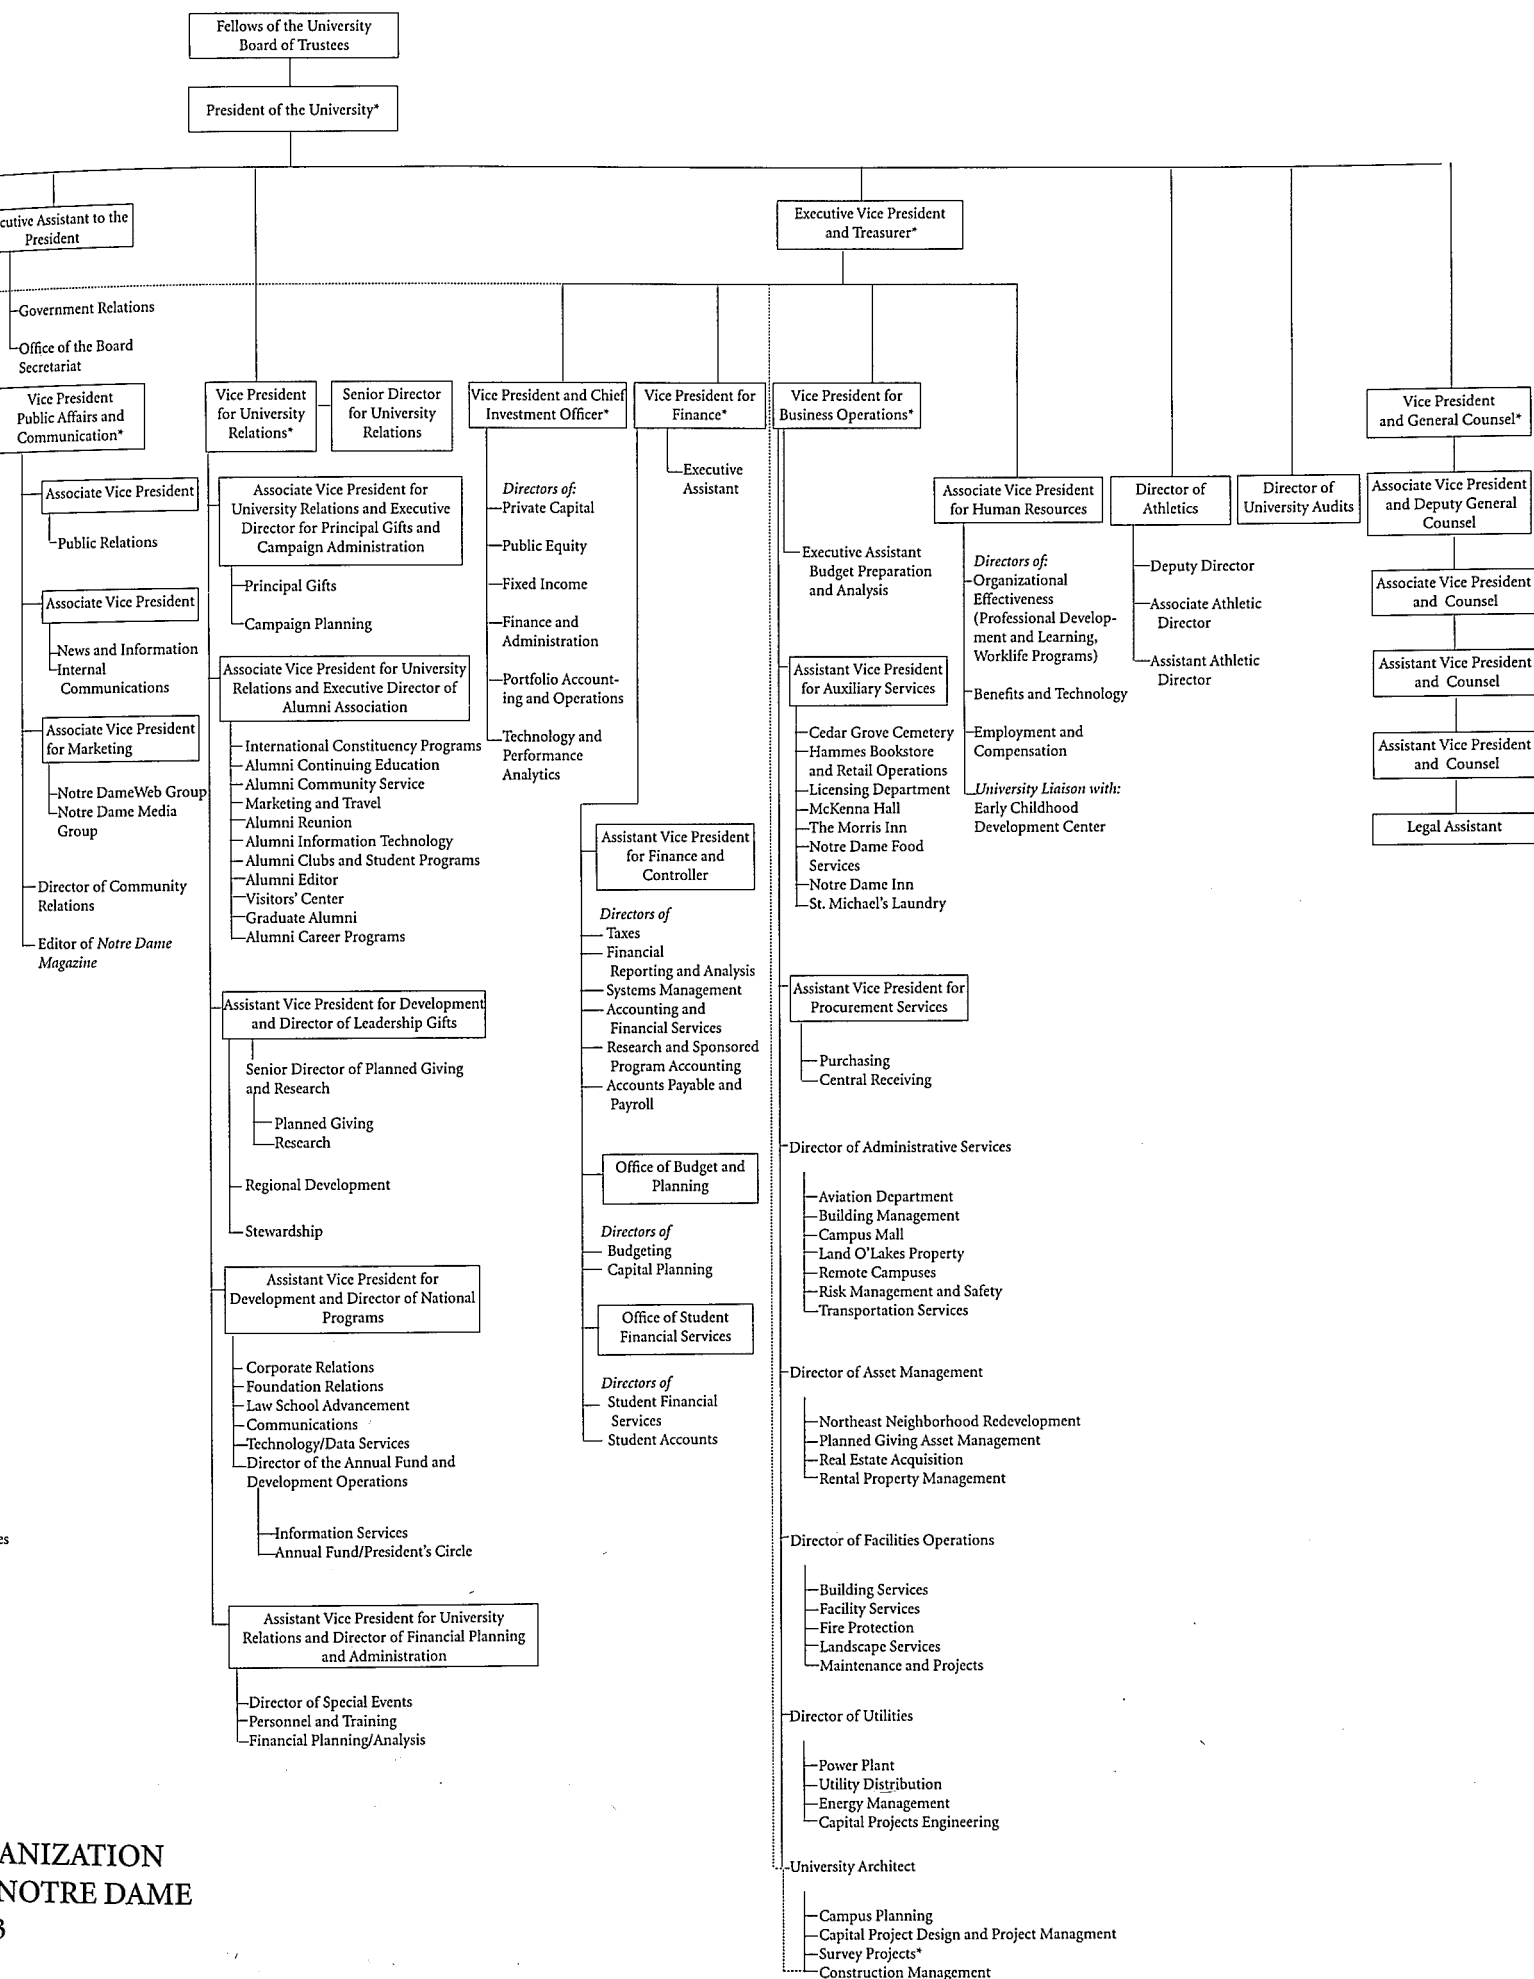 Fellows of the University
Board of Trustees
President of the University*
cutive Assistant to the
President
Government Relations
Office of the Board
Secretariat
Executive Vice President
and Treasurer*
Vice President
Public Affairs and
Communication*
Associate Vice President
Public Relations
Associate Vice President
News and Information
Internal
Communications
Associate Vice President
for Marketing
Notre DameWeb Group
Notre Dame Media
Group
Director of Community
Relations
Editor of Notre Dame
Magazine
Vice President
for University
Relations*
Senior Director
for University
Relations
Associate Vice President for
University Relations and Executive
Director for Principal Gifts and
Campaign Administration
Principal Gifts
Campaign Planning
Associate Vice President for University
Relations and Executive Director of
Alumni Association
International Constituency Programs
Alumni Continuing Education
Alumni Community Service
Marketing and Travel
Alumni Reunion
Alumni Information Technology
Alumni Clubs and Student Programs
Alumni Editor
Visitors' Center
Graduate Alumni
Alumni Career Programs
Assistant Vice President for Development
and Director of Leadership Gifts
Senior Director of Planned Giving
and Research
Planned Giving
Research
Regional Development
Stewardship
Assistant Vice President for
Development and Director of National
Programs
Corporate Relations
Foundation Relations
Law School Advancement
Communications
Technology/Data Services
Director of the Annual Fund and
Development Operations
Information Services
Annual Fund/President's Circle
Assistant Vice President for University
Relations and Director of Financial Planning
and Administration
Director of Special Events
Personnel and Training
Financial Planning/Analysis
Vice President and Chief
Investment Officer*
Directors of:
Private Capital
Public Equity
Fixed Income
Finance and
Administration
Portfolio Account-
ing and Operations
Technology and
Performance
Analytics
Vice President for
Finance*
Executive
Assistant
Assistant Vice President
for Finance and
Controller
Directors of
Taxes
Financial
Reporting and Analysis
Systems Management
Accounting and
Financial Services
Research and Sponsored
Program Accounting
Accounts Payable and
Payroll
Office of Budget and
Planning
Directors of
Budgeting
Capital Planning
Office of Student
Financial Services
Directors of
Student Financial
Services
Student Accounts
Vice President for
Business Operations*
Executive Assistant
Budget Preparation
and Analysis
Assistant Vice President
for Auxiliary Services
Cedar Grove Cemetery
Hammes Bookstore
and Retail Operations
Licensing Department
McKenna Hall
The Morris Inn
Notre Dame Food
Services
Notre Dame Inn
St. Michael's Laundry
Assistant Vice President for
Procurement Services
Purchasing
Central Receiving
Director of Administrative Services
Aviation Department
Building Management
Campus Mall
Land O'Lakes Property
Remote Campuses
Risk Management and Safety
Transportation Services
Director of Asset Management
Northeast Neighborhood Redevelopment
Planned Giving Asset Management
Real Estate Acquisition
Rental Property Management
Director of Facilities Operations
Building Services
Facility Services
Fire Protection
Landscape Services
Maintenance and Projects
Director of Utilities
Power Plant
Utility Distribution
Energy Management
Capital Projects Engineering
University Architect
Campus Planning
Capital Project Design and Project Managment
Survey Projects*
Construction Management
Associate Vice President
for Human Resources
Directors of:
Organizational
Effectiveness
(Professional Develop-
ment and Learning,
Worklife Programs)
Benefits and Technology
Employment and
Compensation
University Liaison with:
Early Childhood
Development Center
Director of
Athletics
Deputy Director
Associate Athletic
Director
Assistant Athletic
Director
Director of
University Audits
Vice President
and General Counsel*
Associate Vice President
and Deputy General
Counsel
Associate Vice President
and Counsel
Assistant Vice President
and Counsel
Assistant Vice President
and Counsel
Legal Assistant
es
ANIZATION
NOTRE DAME
3